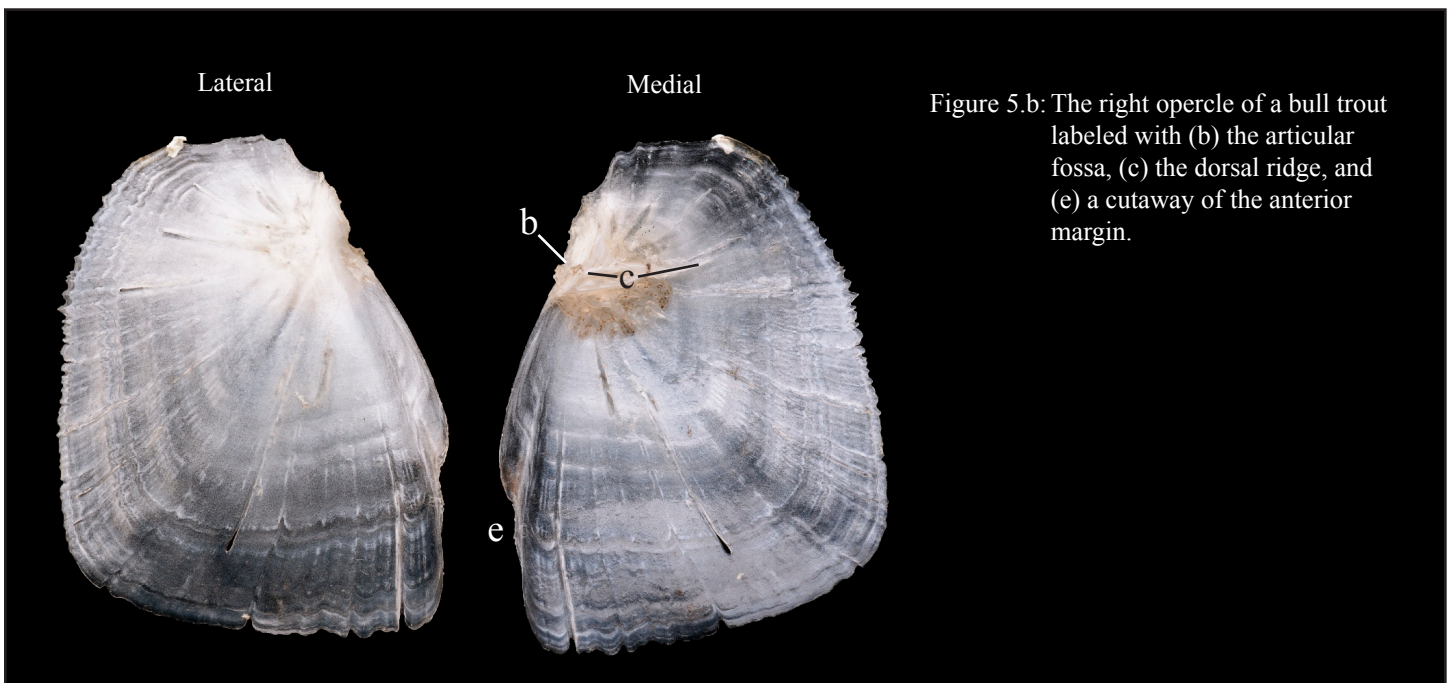 Lateral
Medial
Figure 5.b: The right opercle of a bull trout
labeled with (b) the articular
fossa, (c) the dorsal ridge, and
(e) a cutaway of the anterior
margin.
b
c
e